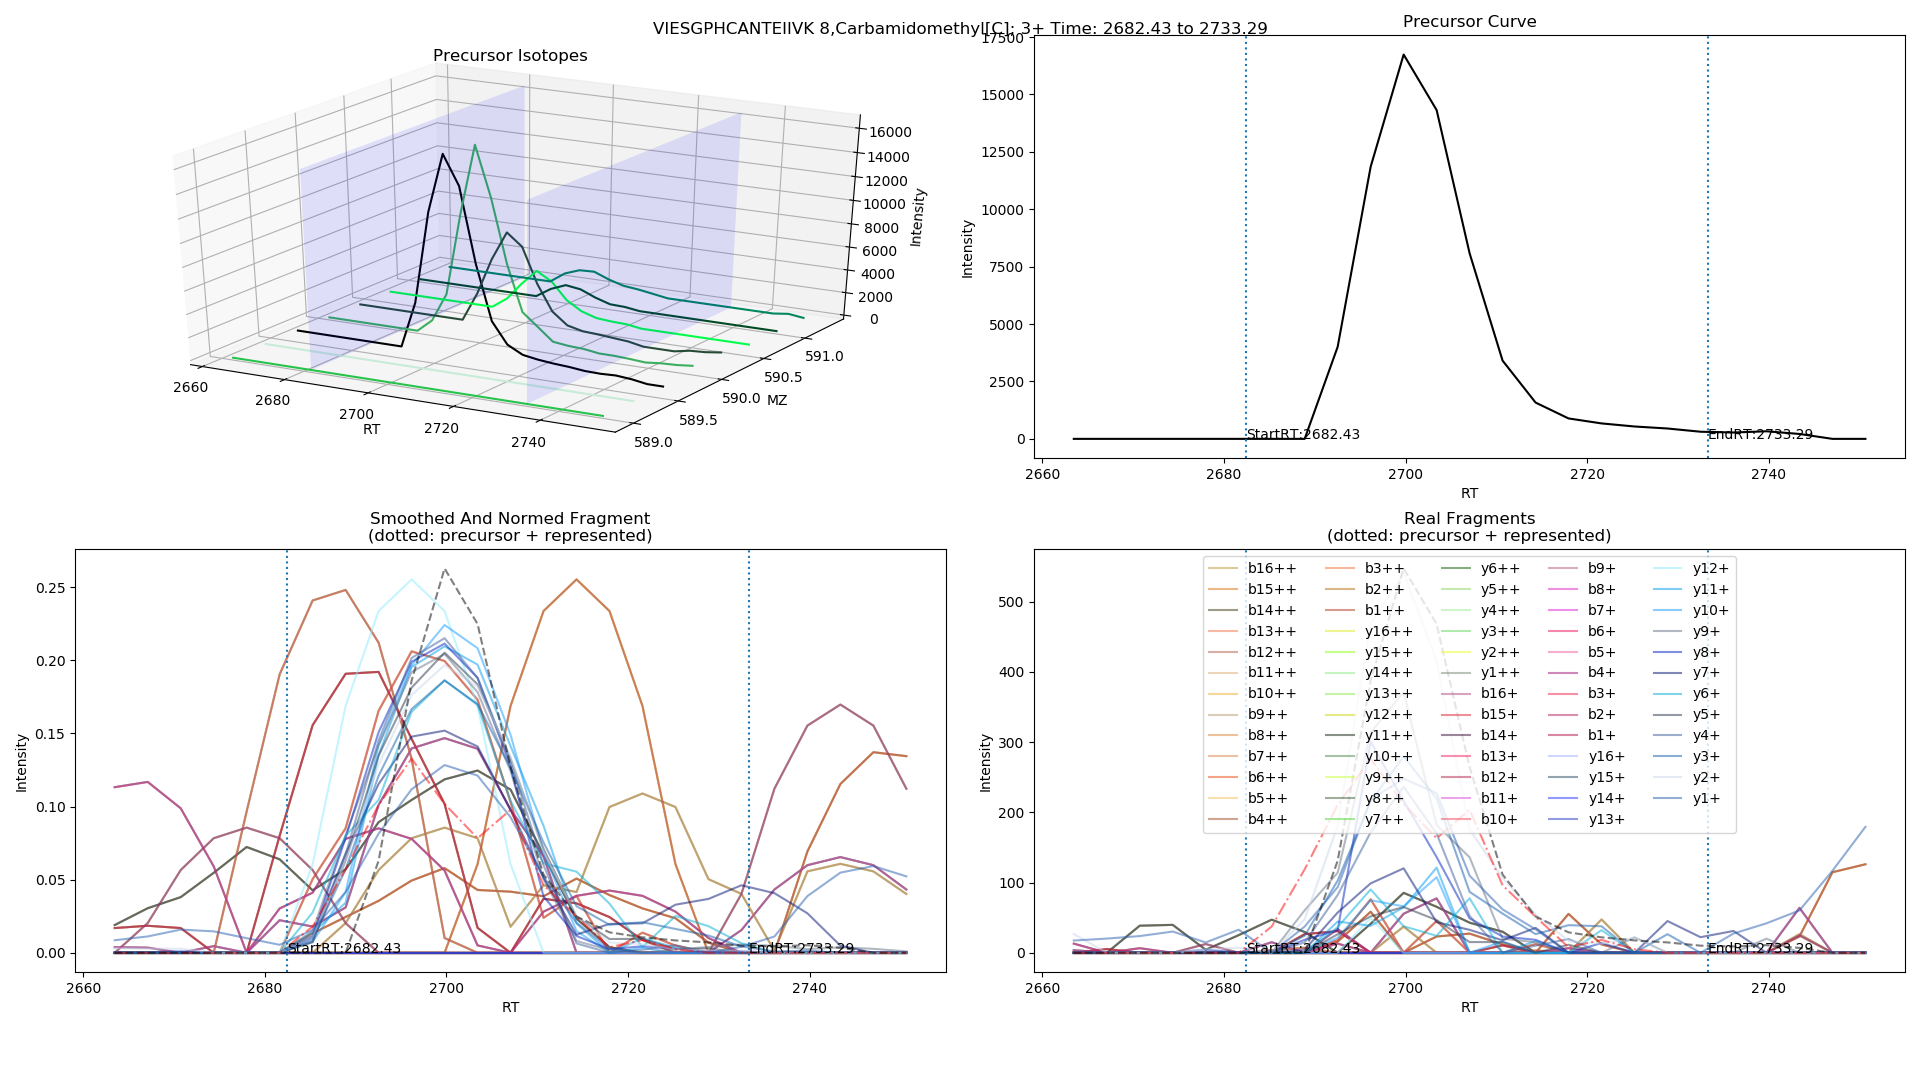 VIESGPHCANTEIIVK 8,Carbamidomethyl[C]; 3+ Time: 2682.43 to 2733.29
Precursor Isotopes
16000
14000
12000
10000
8000
6000
4000
2000
0
Intensity
2660
2680
2700
2720
2740
RT
589.0
589.5
590.0
590.5
591.0
MZ
Precursor Curve
17500
15000
12500
10000
7500
5000
2500
0
Intensity
StartRT:2682.43
EndRT:2733.29
2660 2680 2700 2720 2740
RT
Smoothed And Normed Fragment
(dotted: precursor + represented)
0.25
0.20
0.15
0.10
0.05
0.00
Intensity
StartRT:2682.43
EndRT:2733.29
2660 2680 2700 2720 2740
RT
Real Fragments
(dotted: precursor + represented)
500
400
300
200
100
0
Intensity
b16++ b3++ y6++ b9+ y12+
b15++ b2++ y5++ b8+ y11+
b14++ b1++ y4++ b7+ y10+
b13++ y16++ y3++ b6+ y9+
b12++ y15++ y2++ b5+ y8+
b11++ y14++ y1++ b4+ y7+
b10++ y13++ b16+ b3+ y6+
b9++ y12++ b15+ b2+ y5+
b8++ y11++ b14+ b1+ y4+
b7++ y10++ b13+ y16+ y3+
b6++ y9++ b12+ y15+ y2+
b5++ y8++ b11+ y14+ y1+
b4++ y7++ b10+ y13+
StartRT:2682.43
EndRT:2733.29
2660 2680 2700 2720 2740
RT